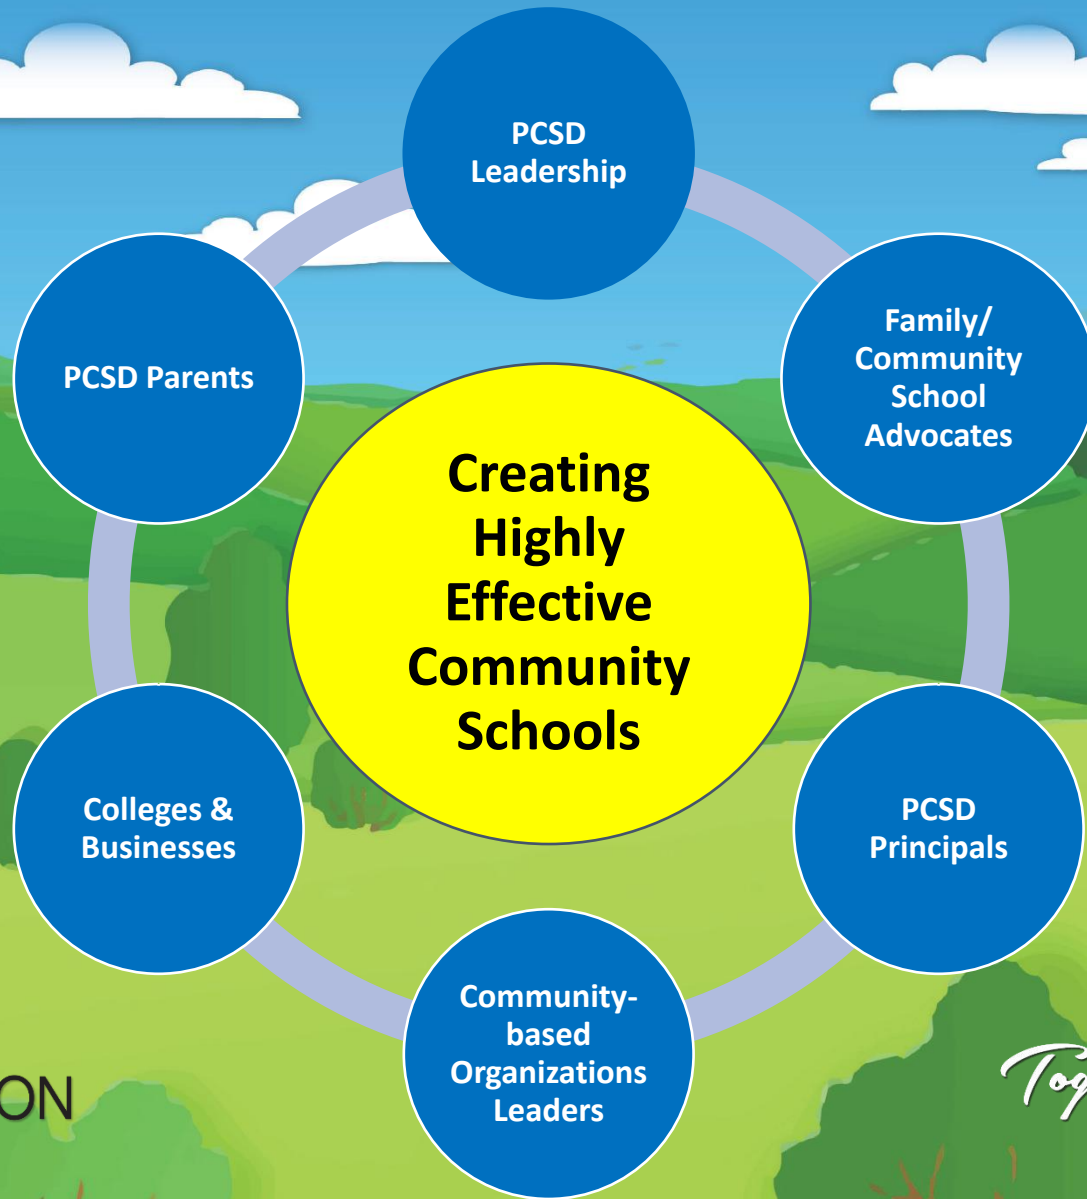 PCSD
Leadership
Family/
Community
School
Advocates
PCSD Parents
Creating
Highly
Effective
Community
Schools
Colleges &
Businesses
PCSD
Principals
Community-
based
Organizations
Leaders
ON
Tog